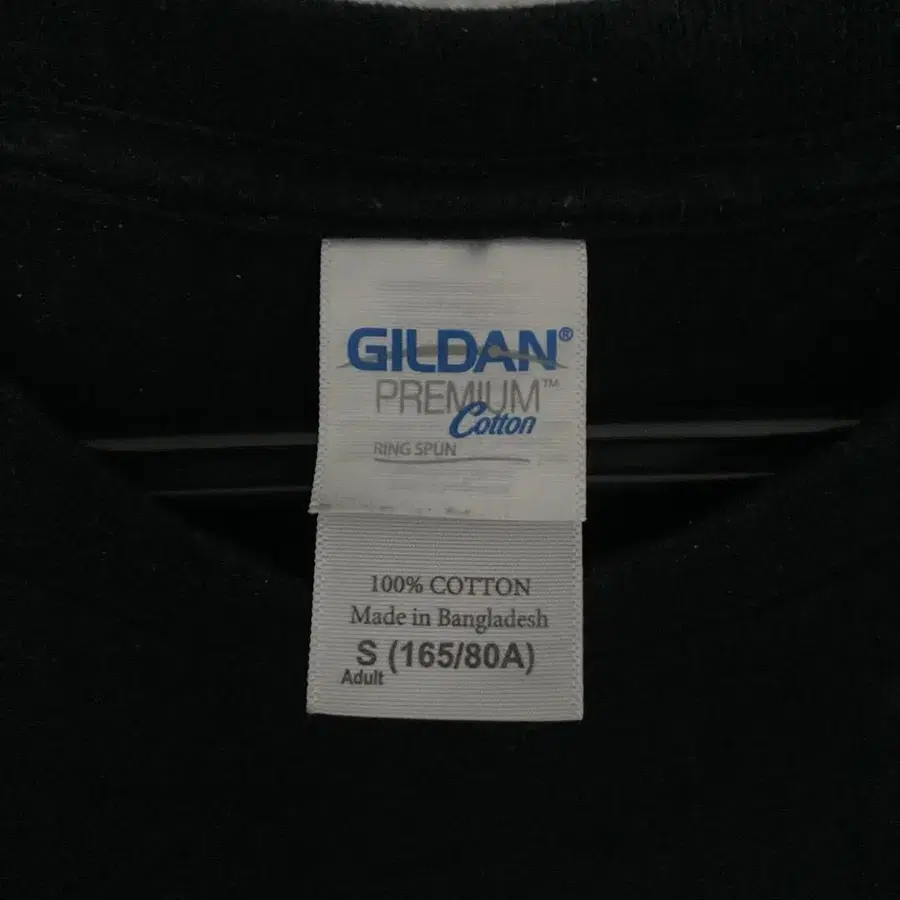 GILDAN®
PREMIUM™
Cotton
RING SPUN
100% COTTON
Made in Bangladesh
S (165/80A)
Adult